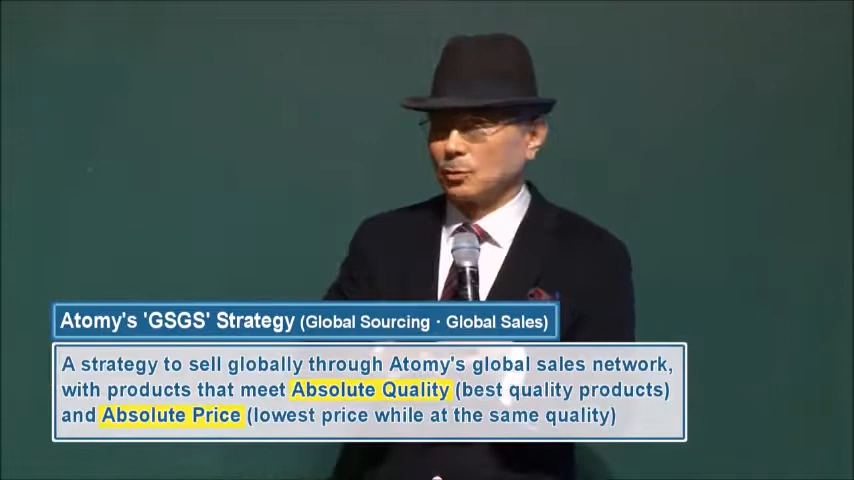 Atomy's 'GSGS' Strategy (Global Sourcing · Global Sales)
A strategy to sell globally through Atomy's global sales network,
with products that meet Absolute Quality (best quality products)
and Absolute Price (lowest price while at the same quality)